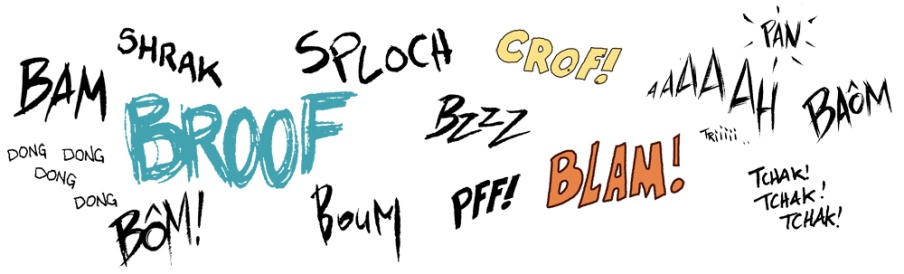 BAM
SHRAK
SPLOCH
CROF!
PAN
AAAAAH
BAÔM
BROOF
BZZZ
TRiiiii..
DONG DONG
DONG
DONG
BÔM!
BOUM
PFF!
BLAM!
TCHAK!
TCHAK!
TCHAK!